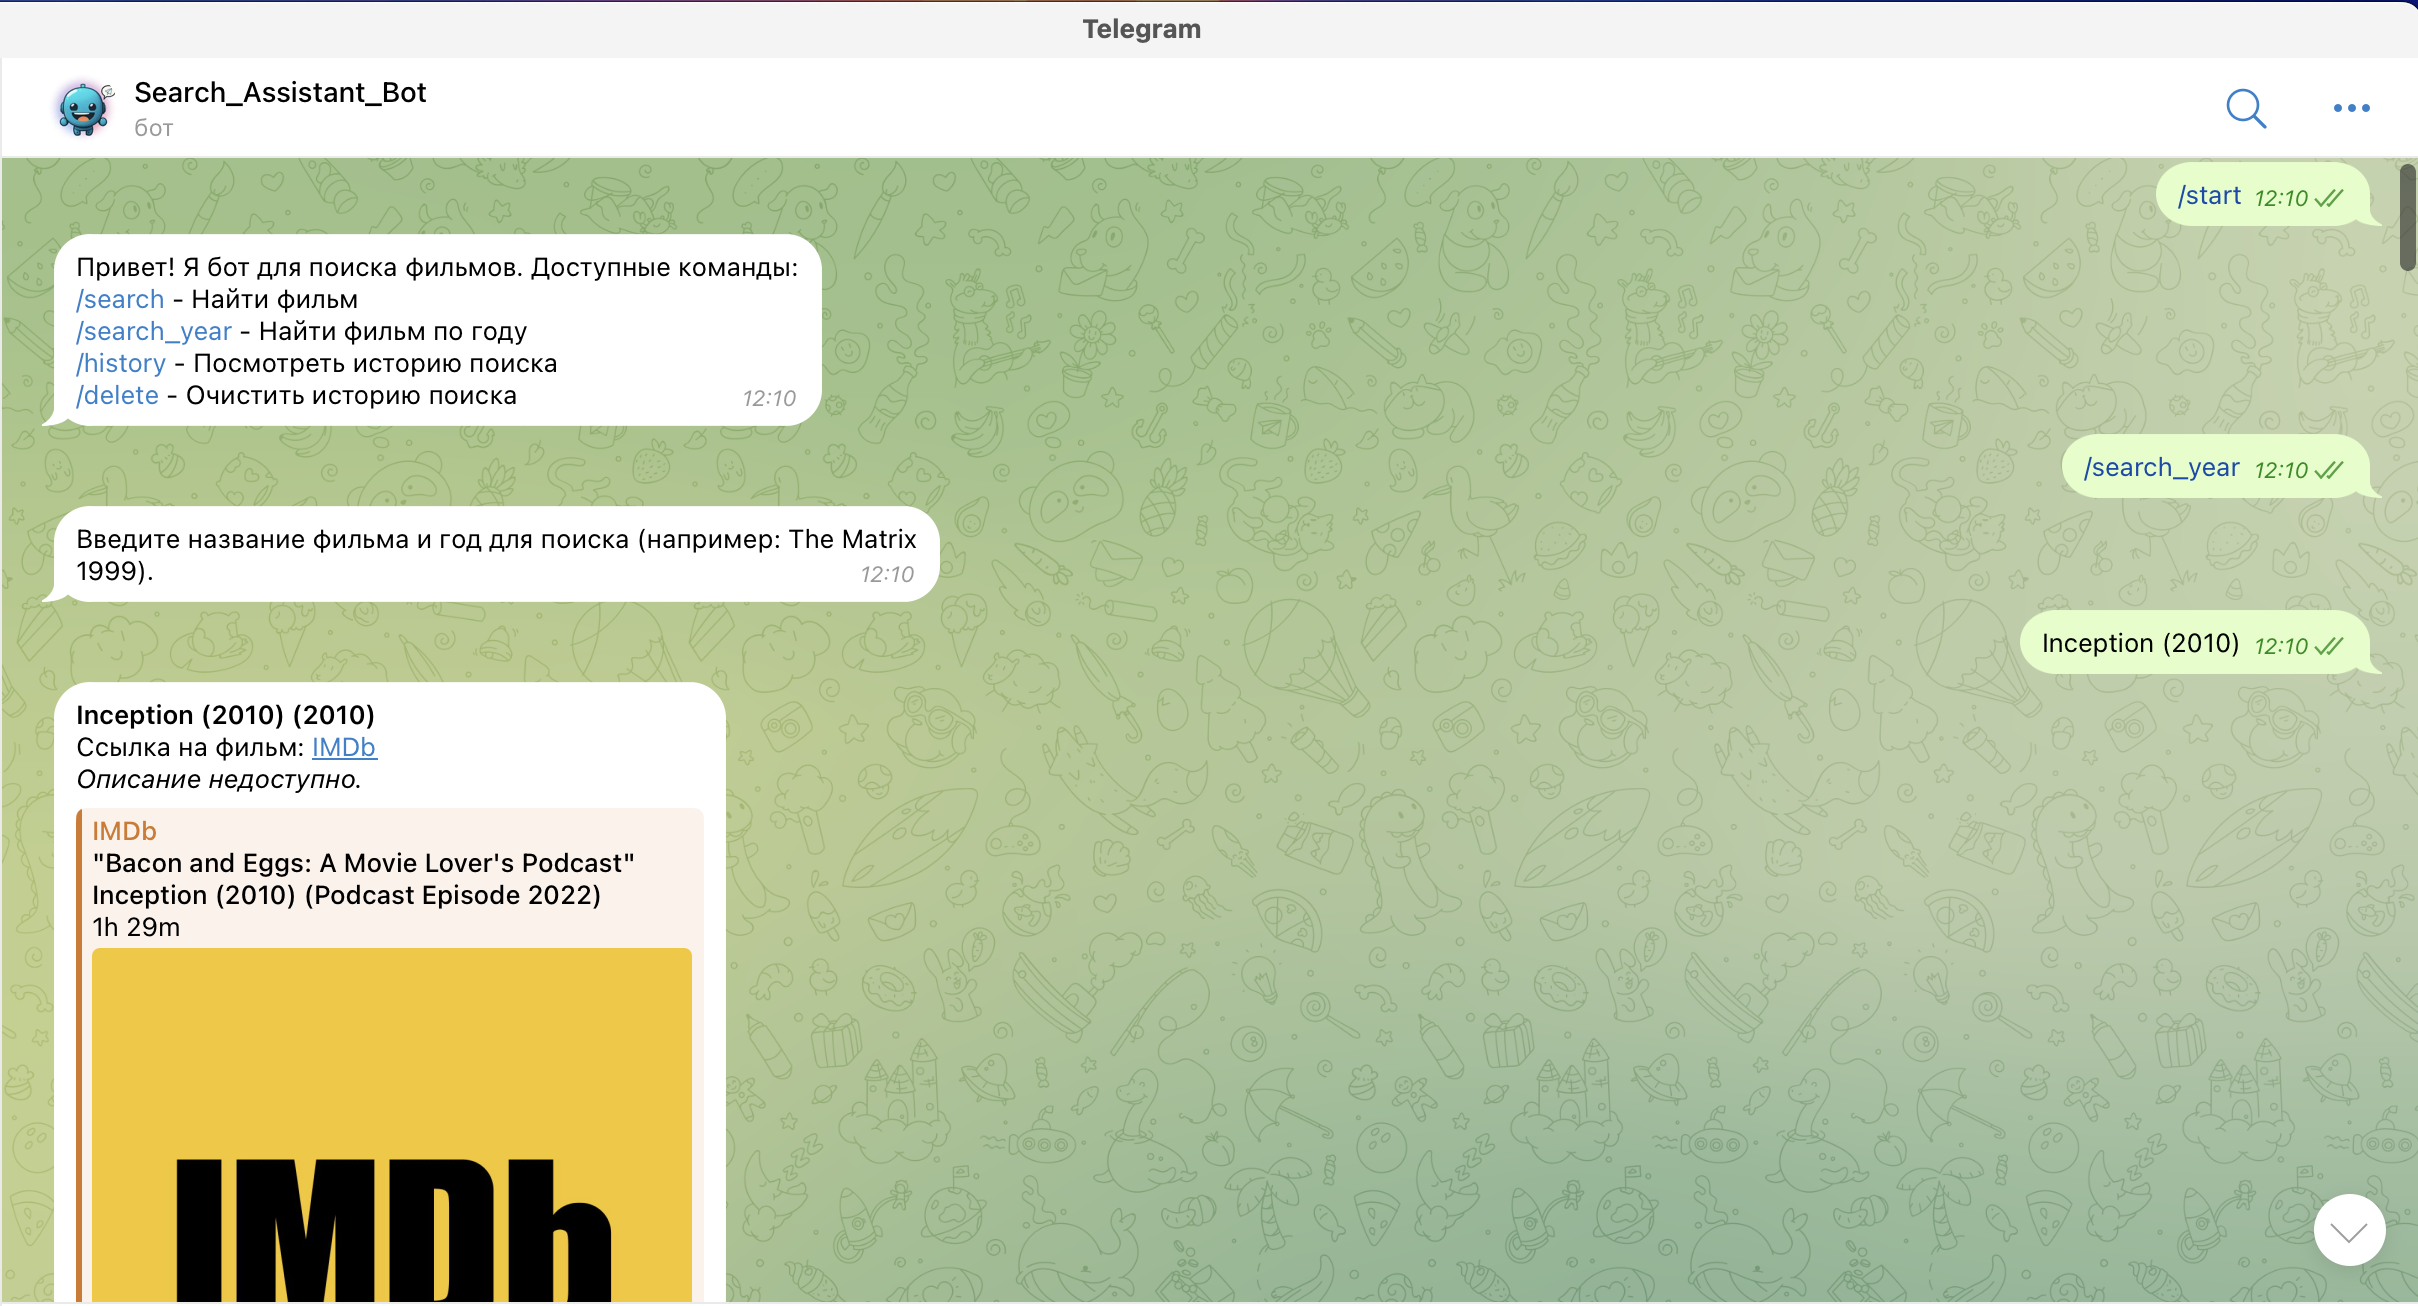 Telegram
Search_Assistant_Bot
бот
/start 12:10
Привет! Я бот для поиска фильмов. Доступные команды:
/search - Найти фильм
/search_year - Найти фильм по году
/history - Посмотреть историю поиска
/delete - Очистить историю поиска 12:10
/search_year 12:10
Введите название фильма и год для поиска (например: The Matrix
1999). 12:10
Inception (2010) 12:10
Inception (2010) (2010)
Ссылка на фильм: IMDb
Описание недоступно.
IMDb
"Bacon and Eggs: A Movie Lover's Podcast"
Inception (2010) (Podcast Episode 2022)
1h 29m
IMDb